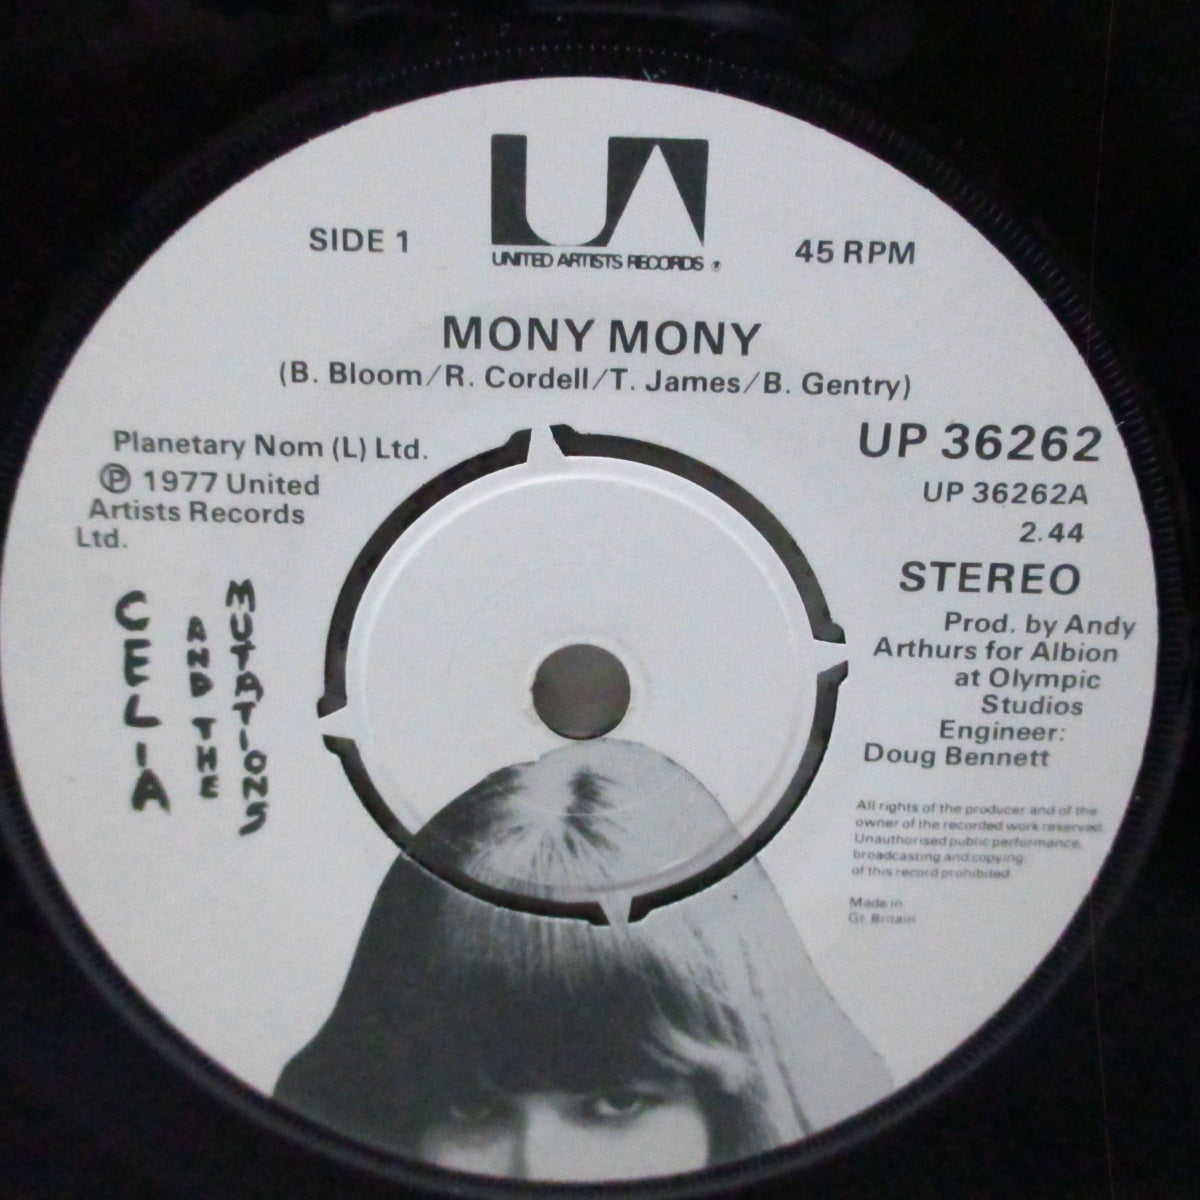 UA
UNITED ARTISTS RECORDS ®
SIDE 1
45 RPM
MONY MONY
(B. Bloom/R. Cordell/T. James/B. Gentry)
Planetary Nom (L) Ltd.
℗ 1977 United
Artists Records
Ltd.
CELIA
AND THE
MUTATIONS
UP 36262
UP 36262A
2.44
STEREO
Prod. by Andy
Arthurs for Albion
at Olympic
Studios
Engineer:
Doug Bennett
All rights of the producer and of the
owner of the recorded work reserved.
Unauthorised public performance,
broadcasting and copying
of this record prohibited
Made in
Gt. Britain